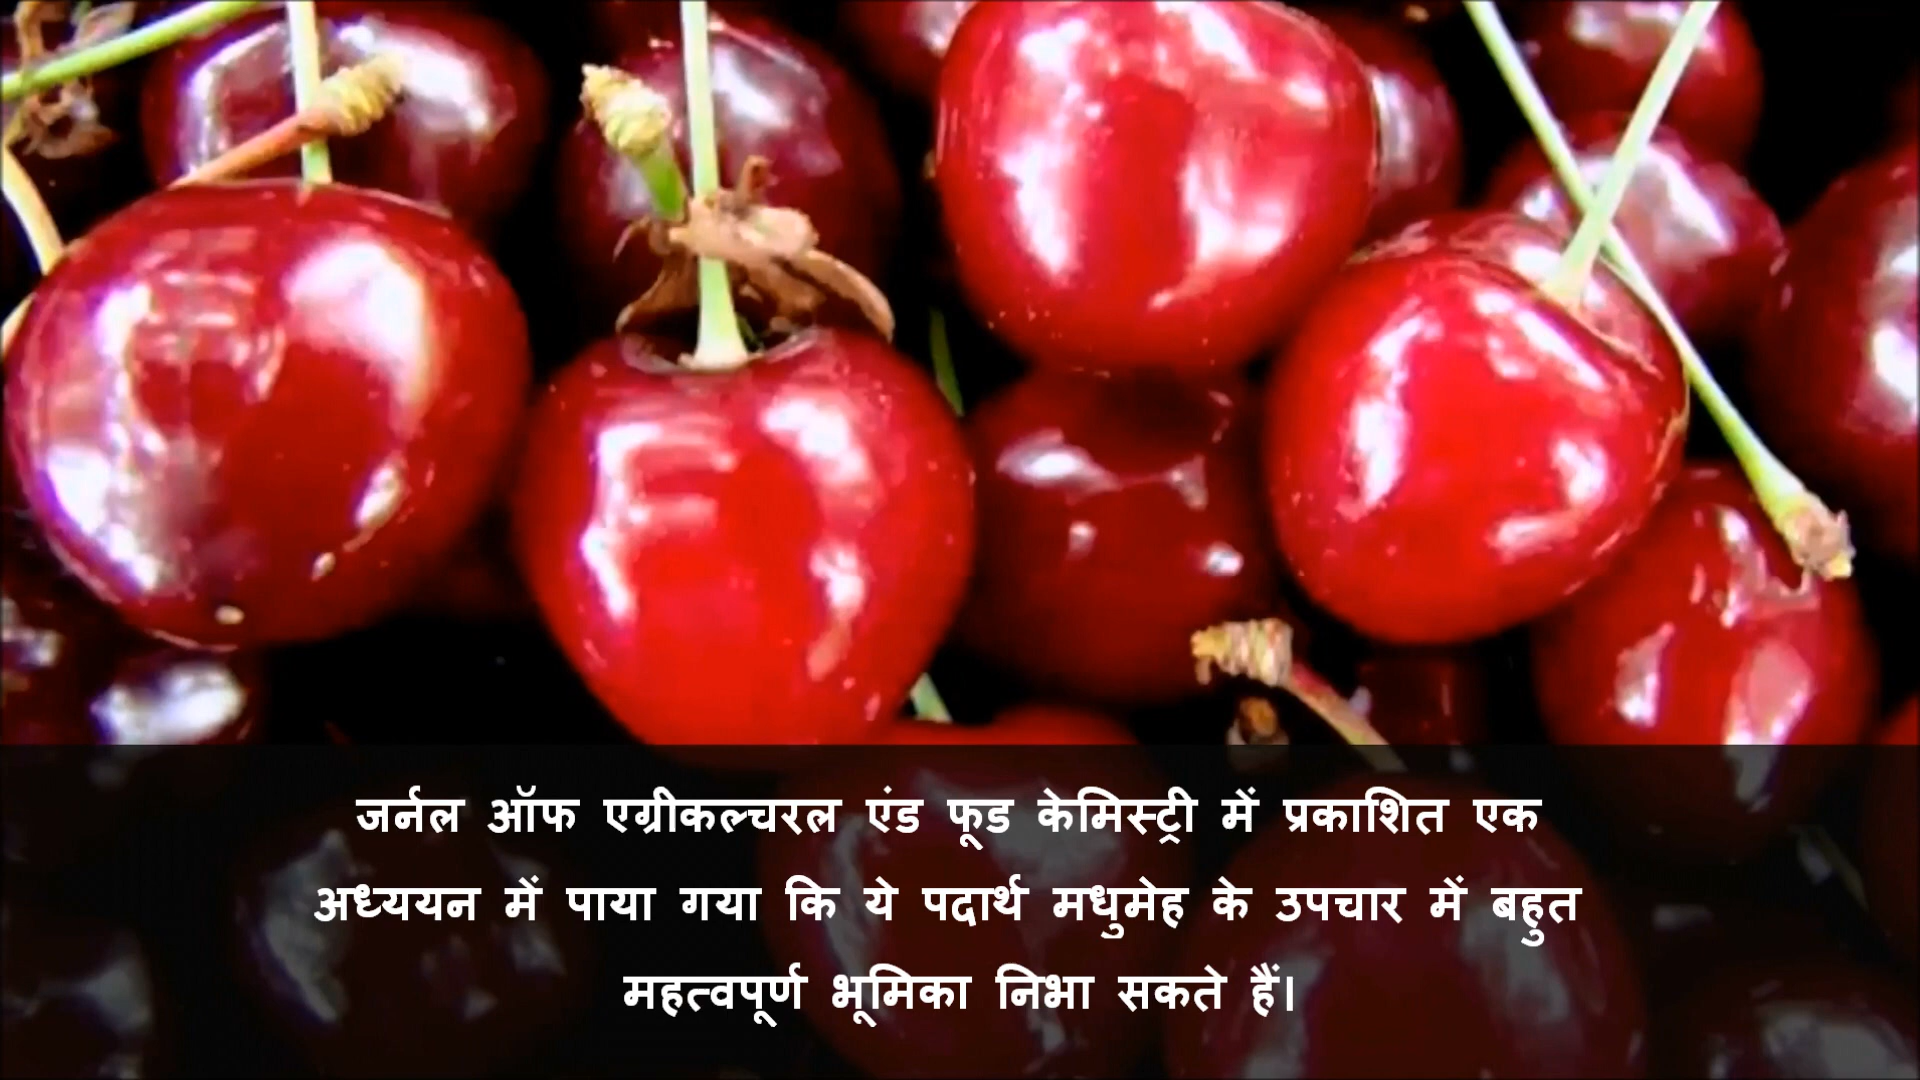 जर्नल ऑफ एग्रीकल्चरल एंड फूड केमिस्ट्री में प्रकाशित एक
अध्ययन में पाया गया कि ये पदार्थ मधुमेह के उपचार में बहुत
महत्वपूर्ण भूमिका निभा सकते हैं।